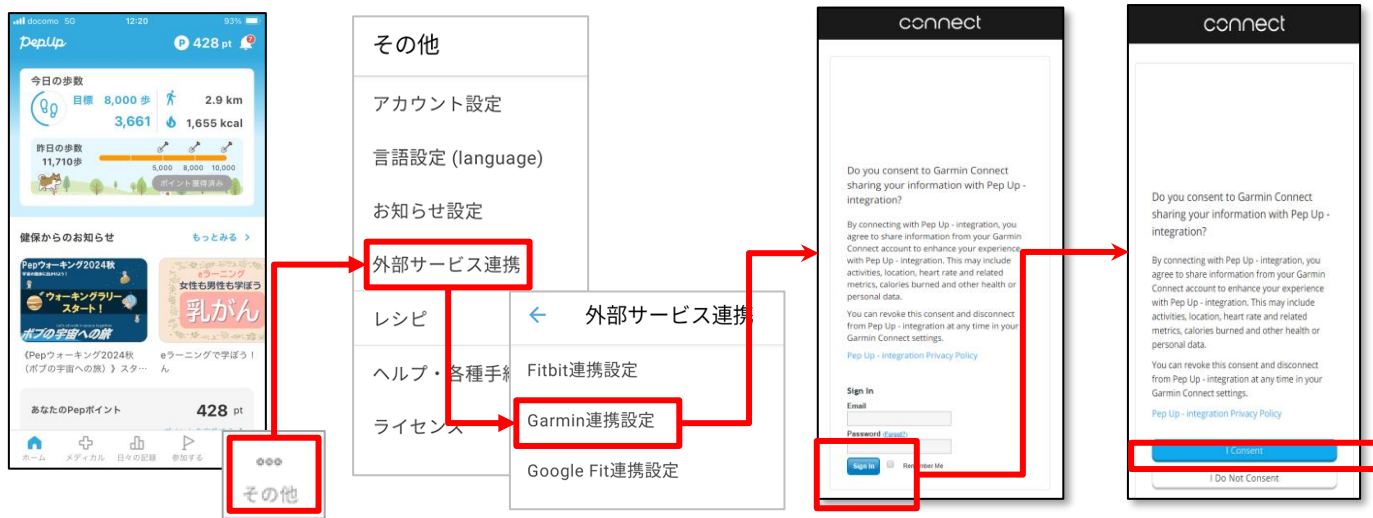 docomo 5G 12:20 93%
PepUp P 428 pt
今日の歩数
目標 8,000 歩 2.9 km
3,661 1,655 kcal
昨日の歩数
11,710歩
5,000 8,000 10,000
ポイント獲得済み
健保からのお知らせ もっとみる >
Pepウォーキング2024秋
ウォーキングラリー
スタート!
ボブの宇宙への旅
eラーニング
女性も男性も学ぼう
乳がん
《Pepウォーキング2024秋
(ボブの宇宙への旅)》スタ…
eラーニングで学ぼう!
ん
あなたのPepポイント 428 pt
ホーム メディカル 日々の記録 参加する
その他
その他
アカウント設定
言語設定 (language)
お知らせ設定
外部サービス連携
レシピ
ヘルプ・各種手続
ライセンス
← 外部サービス連携
Fitbit連携設定
Garmin連携設定
Google Fit連携設定
connect
Do you consent to Garmin Connect
sharing your information with Pep Up -
integration?
By connecting with Pep Up - integration, you
agree to share information from your Garmin
Connect account to enhance your experience
with Pep Up - integration. This may include
activities, location, heart rate and related
metrics, calories burned and other health or
personal data.
You can revoke this consent and disconnect
from Pep Up - integration at any time in your
Garmin Connect settings.
Pep Up - integration Privacy Policy
Sign In
Email
Password (Forgot?)
Sign In Remember Me
connect
Do you consent to Garmin Connect
sharing your information with Pep Up -
integration?
By connecting with Pep Up - integration, you
agree to share information from your Garmin
Connect account to enhance your experience
with Pep Up - integration. This may include
activities, location, heart rate and related
metrics, calories burned and other health or
personal data.
You can revoke this consent and disconnect
from Pep Up - integration at any time in your
Garmin Connect settings.
Pep Up - integration Privacy Policy
I Consent
I Do Not Consent